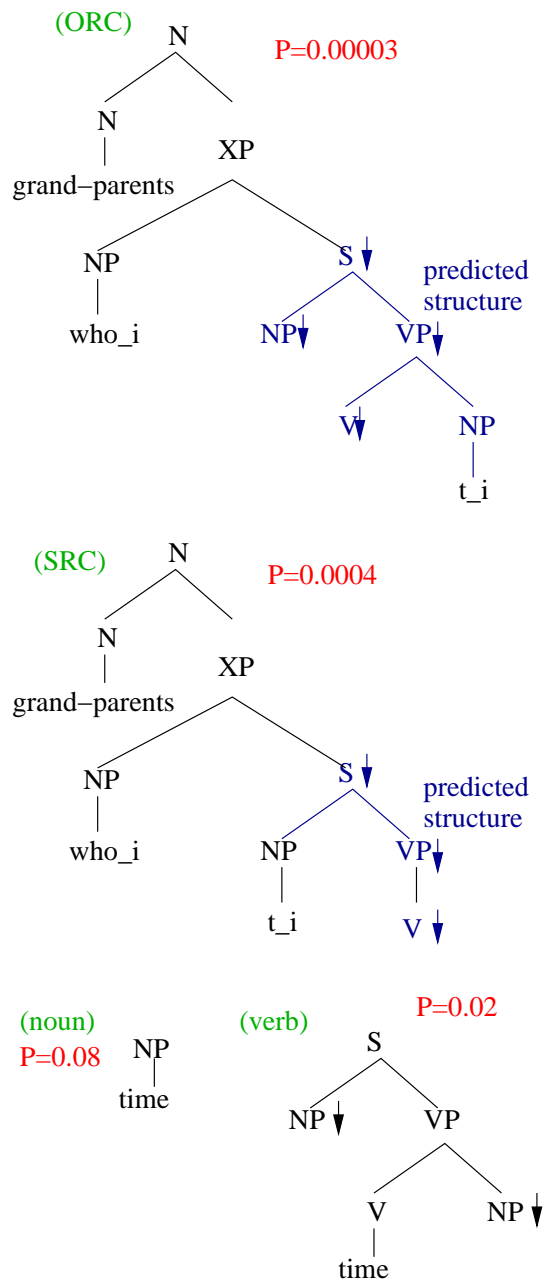 (ORC)
N
P=0.00003
N
XP
grand-parents
NP
S
predicted
structure
who_i
NP
VP
V
NP
t_i
(SRC)
N
P=0.0004
N
XP
grand-parents
NP
S
predicted
structure
who_i
NP
VP
t_i
V
(noun)
(verb)
P=0.02
P=0.08
NP
S
time
NP
VP
V
NP
time